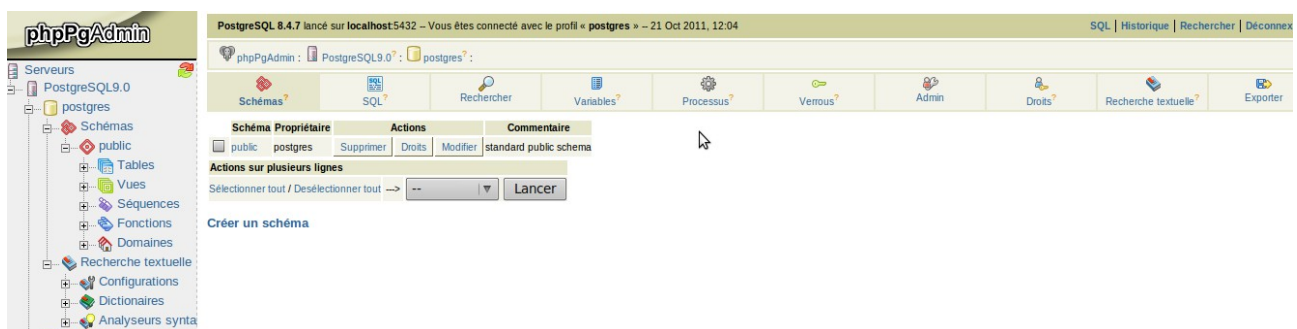 phpPgAdmin
Serveurs
PostgreSQL9.0
postgres
Schémas
public
Tables
Vues
Séquences
Fonctions
Domaines
Recherche textuelle
Configurations
Dictionaires
Analyseurs synta
PostgreSQL 8.4.7 lancé sur localhost:5432 – Vous êtes connecté avec le profil « postgres » -- 21 Oct 2011, 12:04
SQL | Historique | Rechercher | Déconnex
phpPgAdmin : PostgreSQL9.0? : postgres? :
Schémas? SQL? Rechercher Variables? Processus? Verrous? Admin Droits? Recherche textuelle? Exporter
Schéma Propriétaire Actions Commentaire
public postgres Supprimer Droits Modifier standard public schema
Actions sur plusieurs lignes
Sélectionner tout / Desélectionner tout ---> -- Lancer
Créer un schéma